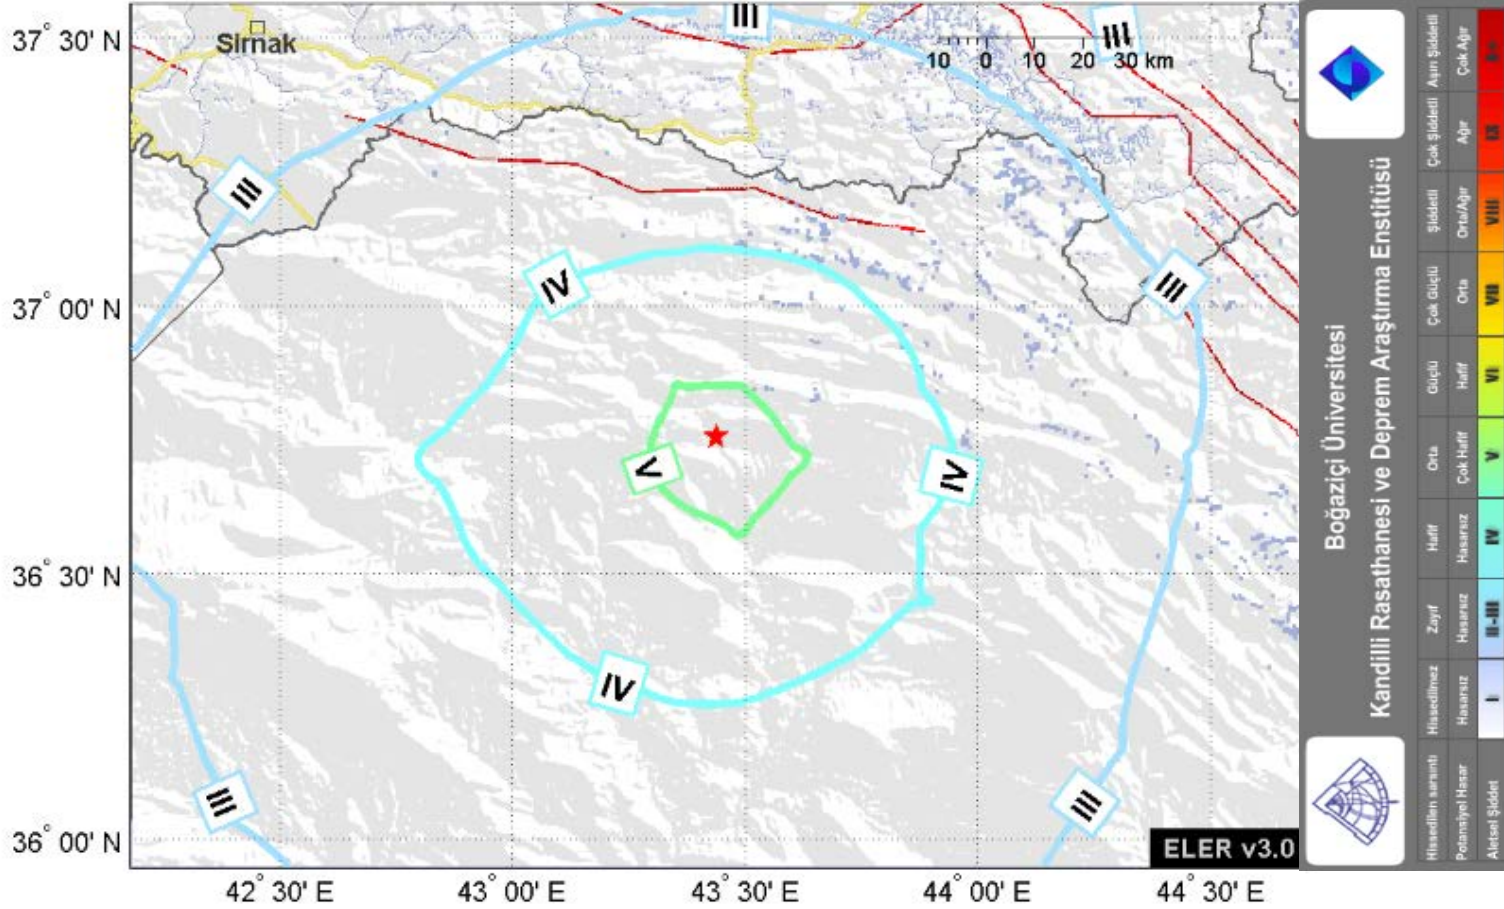 37° 30' N
37° 00' N
36° 30' N
36° 00' N
42° 30' E
43° 00' E
43° 30' E
44° 00' E
44° 30' E
Sirnak
10 0 10 20 30 km
III
III
III
III
III
III
IV
IV
IV
V
ELER v3.0
Boğaziçi Üniversitesi
Kandilli Rasathanesi ve Deprem Araştırma Enstitüsü
Hissedilen sarsıntı Hissedilmez Zayıf Hafif Orta Güçlü Çok Güçlü Şiddetli Çok Şiddetli Aşırı Şiddetli
Potansiyel Hasar Hasarsız Hasarsız Hasarsız Çok Hafif Hafif Orta Orta/Ağır Ağır Çok Ağır
Aletsel Şiddet I II-III IV V VI VII VIII IX